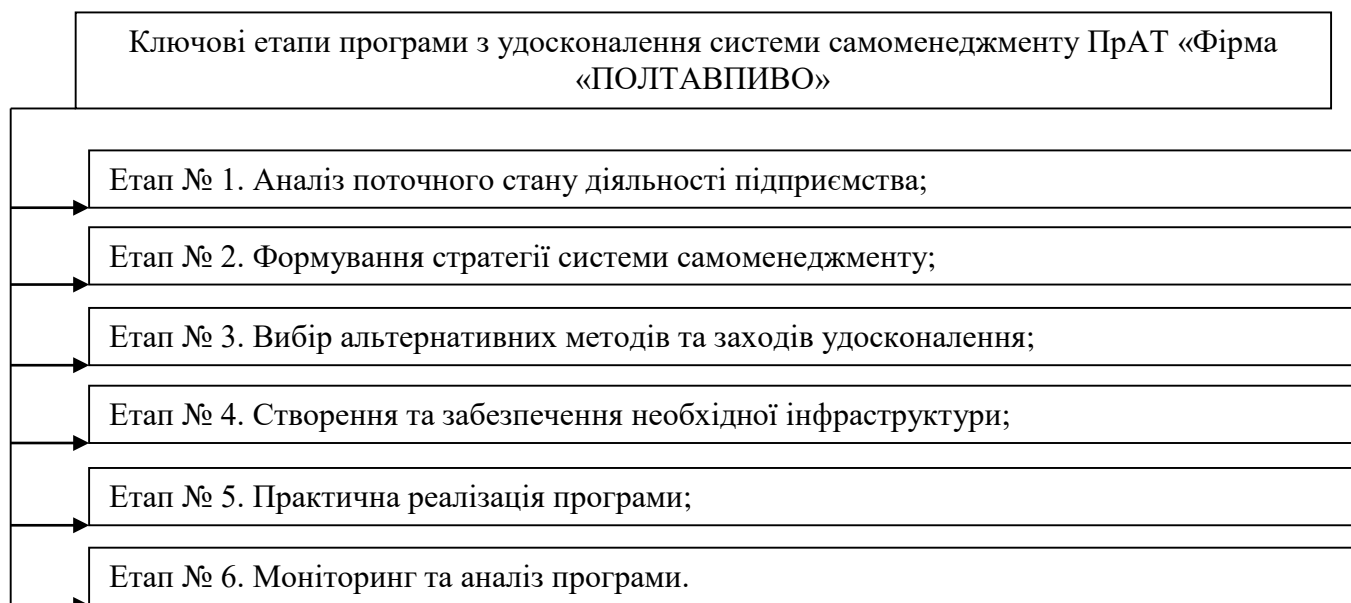 Ключові етапи програми з удосконалення системи самоменеджменту ПрАТ «Фірма
«ПОЛТАВПИВО»
Етап № 1. Аналіз поточного стану діяльності підприємства;
Етап № 2. Формування стратегії системи самоменеджменту;
Етап № 3. Вибір альтернативних методів та заходів удосконалення;
Етап № 4. Створення та забезпечення необхідної інфраструктури;
Етап № 5. Практична реалізація програми;
Етап № 6. Моніторинг та аналіз програми.